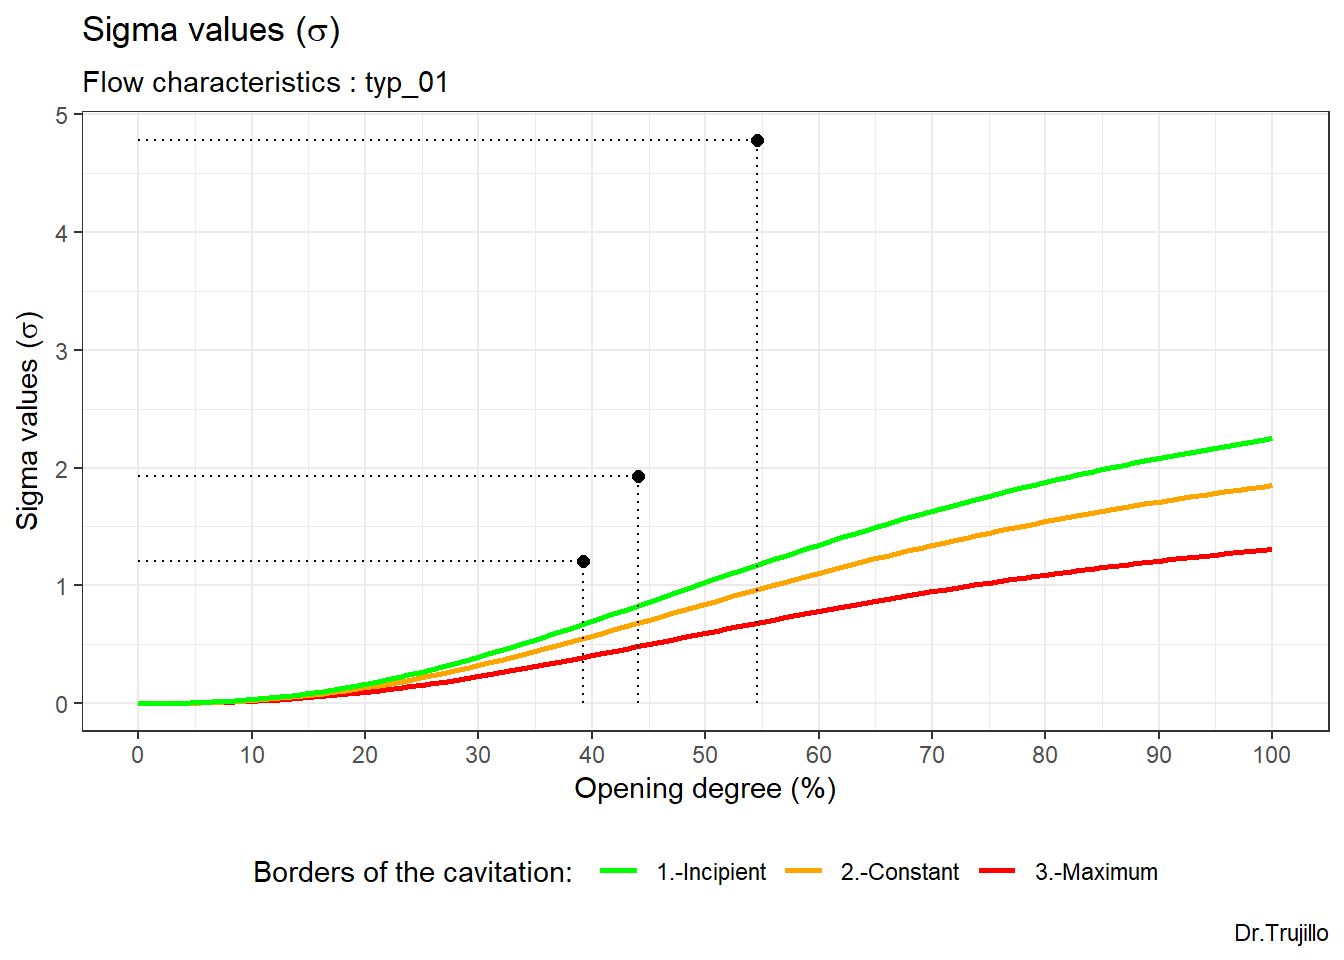 Sigma values (σ)
Flow characteristics : typ_01
5
4
3
2
1
0
Sigma values (σ)
0 10 20 30 40 50 60 70 80 90 100
Opening degree (%)
Borders of the cavitation: 1.-Incipient 2.-Constant 3.-Maximum
Dr.Trujillo